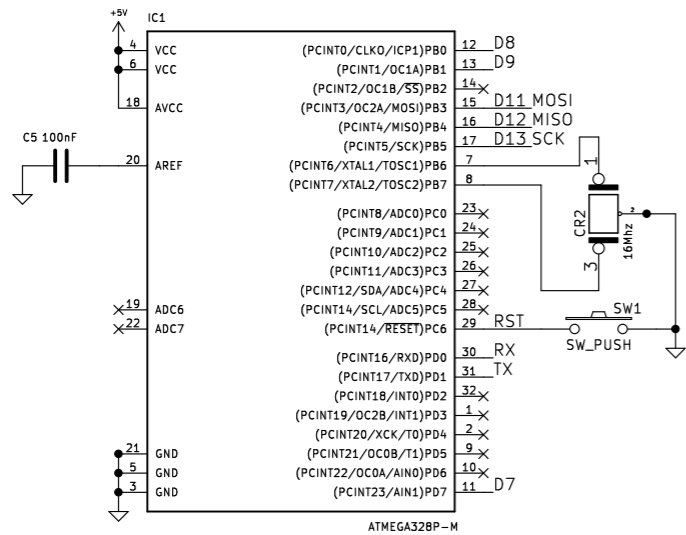 IC1
+5V
4 VCC
6 VCC
18 AVCC
C5 100nF
20 AREF
19 ADC6
22 ADC7
21 GND
5 GND
3 GND
(PCINT0/CLKO/ICP1)PB0 12 D8
(PCINT1/OC1A)PB1 13 D9
(PCINT2/OC1B/SS)PB2 14
(PCINT3/OC2A/MOSI)PB3 15 D11_MOSI
(PCINT4/MISO)PB4 16 D12_MISO
(PCINT5/SCK)PB5 17 D13_SCK
(PCINT6/XTAL1/TOSC1)PB6 7
(PCINT7/XTAL2/TOSC2)PB7 8
(PCINT8/ADC0)PC0 23
(PCINT9/ADC1)PC1 24
(PCINT10/ADC2)PC2 25
(PCINT11/ADC3)PC3 26
(PCINT12/SDA/ADC4)PC4 27
(PCINT14/SCL/ADC5)PC5 28
(PCINT14/RESET)PC6 29 RST
(PCINT16/RXD)PD0 30 RX
(PCINT17/TXD)PD1 31 TX
(PCINT18/INT0)PD2 32
(PCINT19/OC2B/INT1)PD3 1
(PCINT20/XCK/T0)PD4 2
(PCINT21/OC0B/T1)PD5 9
(PCINT22/OC0A/AIN0)PD6 10
(PCINT23/AIN1)PD7 11 D7
1
CR2
2
16Mhz
3
SW1
SW_PUSH
ATMEGA328P-M